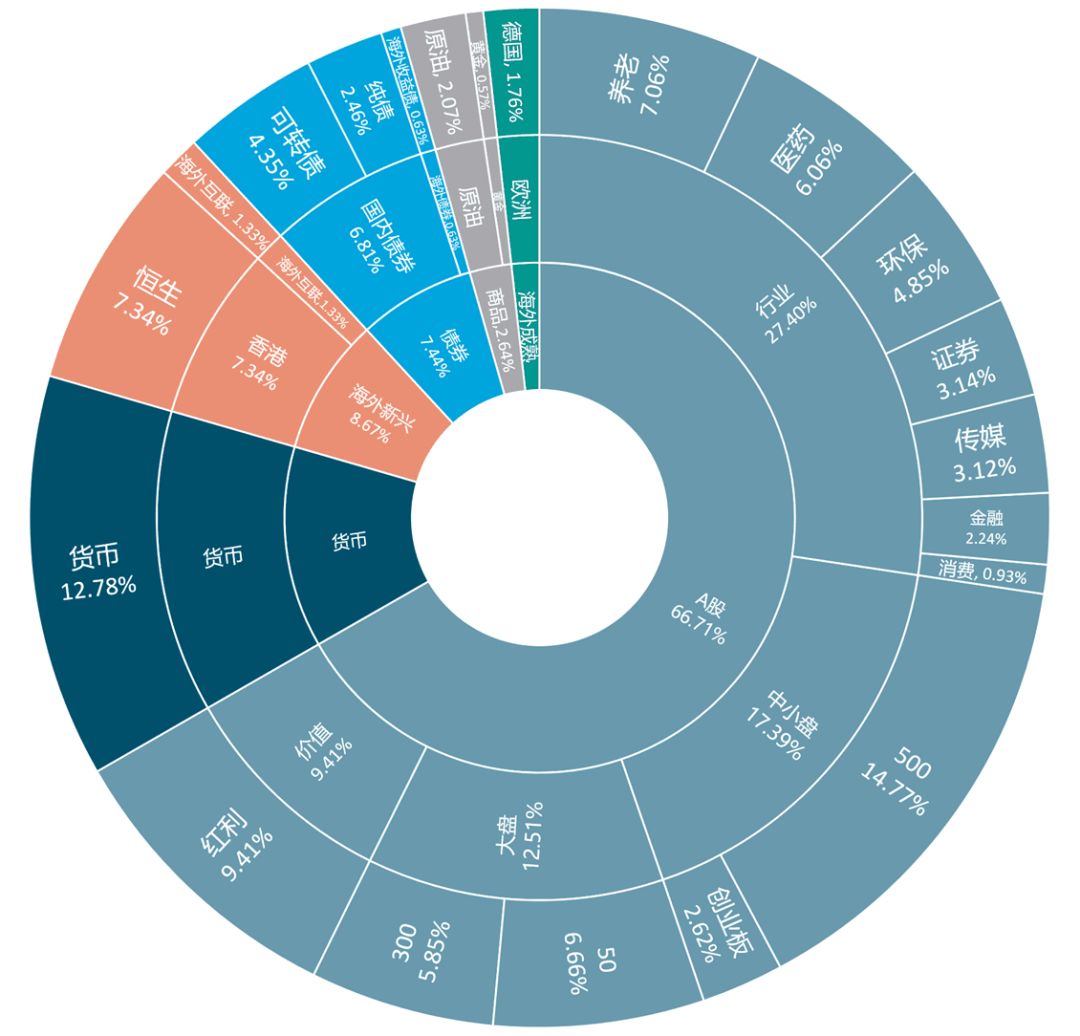 养老
7.06%
医药
6.06%
环保
4.85%
证券
3.14%
传媒
3.12%
金融
2.24%
消费, 0.93%
500
14.77%
创业板
2.62%
50
6.66%
300
5.85%
红利
9.41%
货币
12.78%
恒生
7.34%
海外互联, 1.33%
可转债
4.35%
纯债
2.46%
海外收益债, 0.63%
原油, 2.07%
黄金, 0.57%
德国, 1.76%
行业
27.40%
中小盘
17.39%
大盘
12.51%
价值
9.41%
货币
香港
7.34%
海外互联,1.33%
国内债券
6.81%
海外债券,0.63%
原油
黄金
欧洲
A股
66.71%
货币
海外新兴
8.67%
债券
7.44%
商品,2.64%
海外成熟